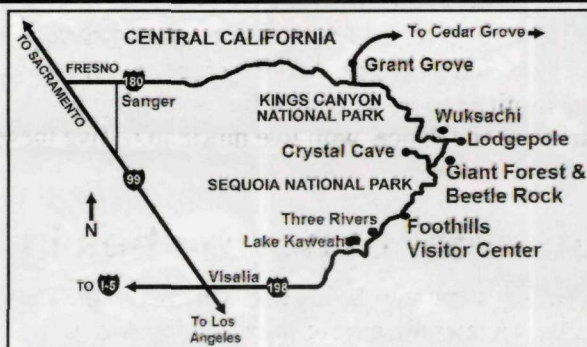 CENTRAL CALIFORNIA
To Cedar Grove
TO SACRAMENTO
FRESNO
180
Sanger
Grant Grove
KINGS CANYON
NATIONAL PARK
Wuksachi
Lodgepole
Crystal Cave
Giant Forest &
Beetle Rock
SEQUOIA NATIONAL PARK
99
N
Three Rivers
Lake Kaweah
Foothills
Visitor Center
TO I-5
Visalia
198
To Los
Angeles